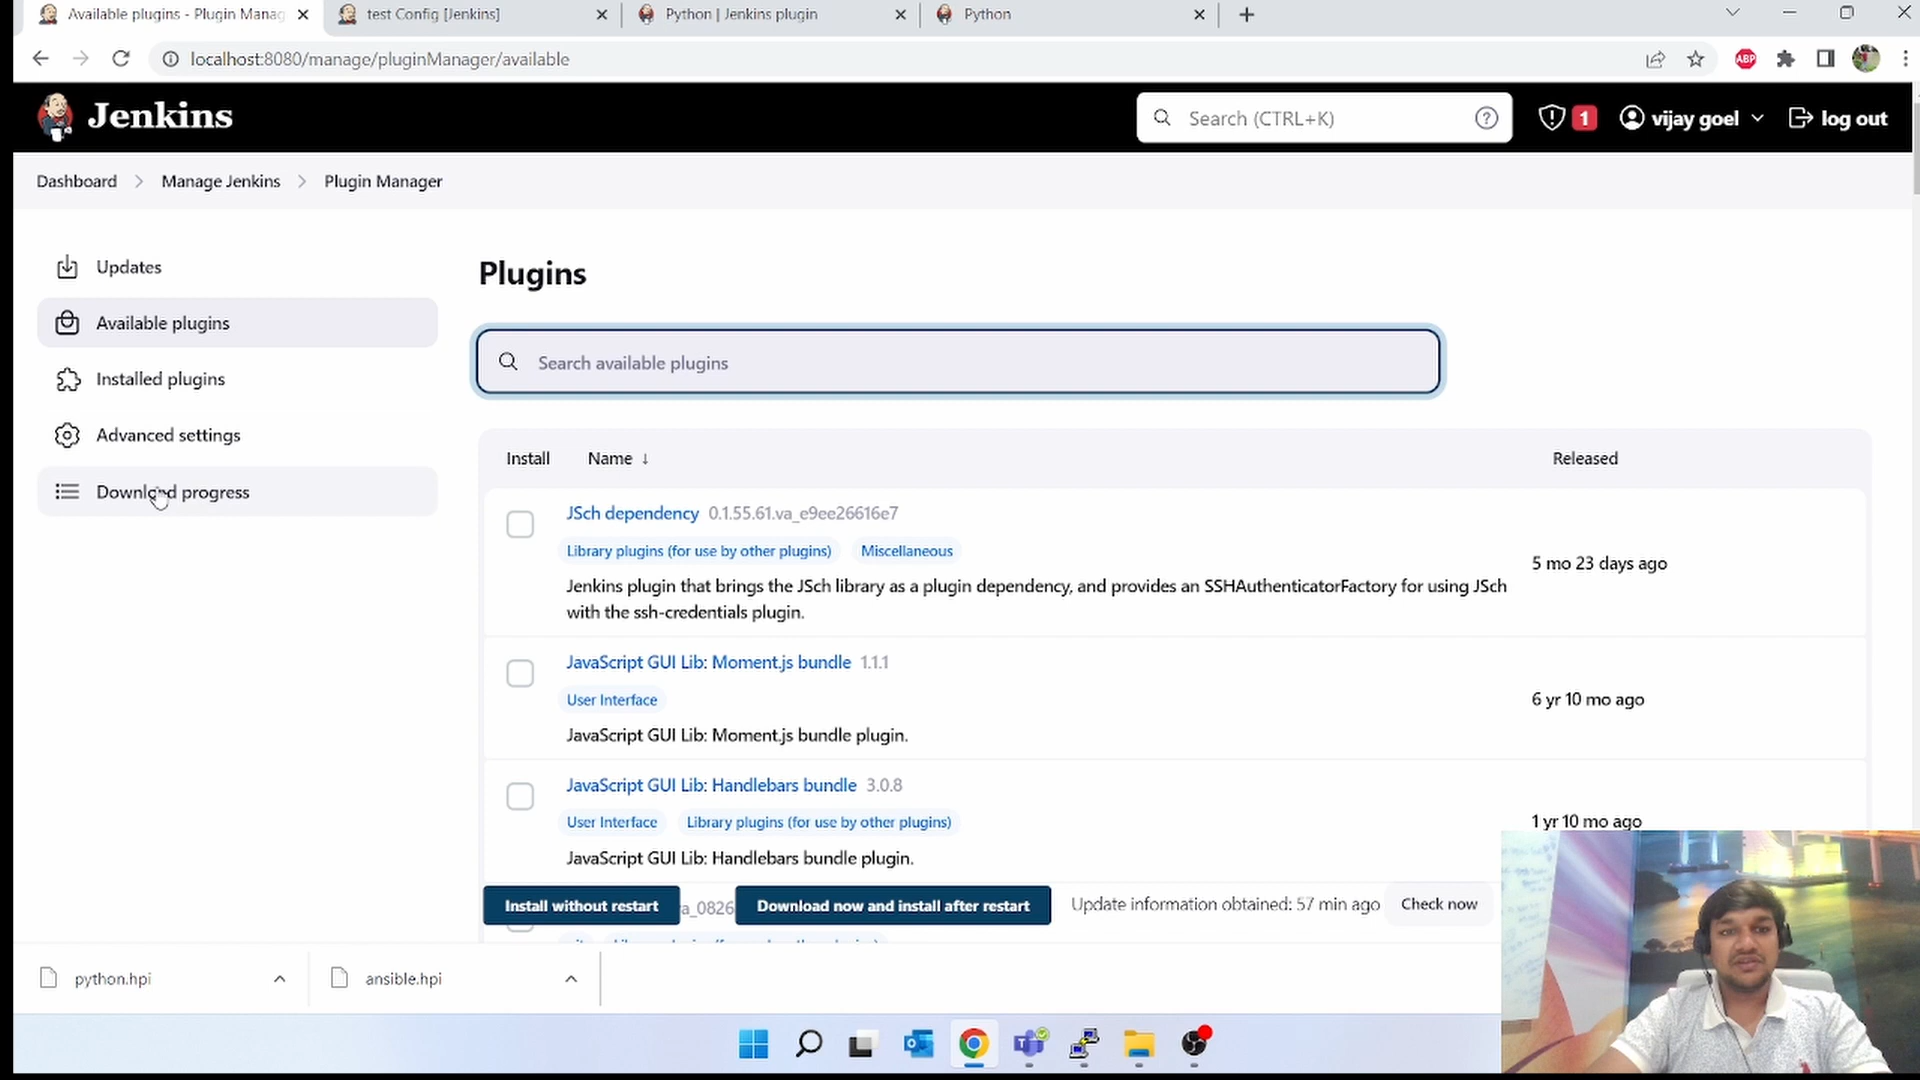 Available plugins - Plugin Manag
test Config [Jenkins]
Python | Jenkins plugin
Python
localhost:8080/manage/pluginManager/available
ABP
Jenkins
Search (CTRL+K)
1
vijay goel
log out
Dashboard
Manage Jenkins
Plugin Manager
Updates
Available plugins
Installed plugins
Advanced settings
Download progress
Plugins
Search available plugins
Install
Name ↓
Released
JSch dependency 0.1.55.61.va_e9ee26616e7
Library plugins (for use by other plugins)
Miscellaneous
Jenkins plugin that brings the JSch library as a plugin dependency, and provides an SSHAuthenticatorFactory for using JSch
with the ssh-credentials plugin.
5 mo 23 days ago
JavaScript GUI Lib: Moment.js bundle 1.1.1
User Interface
JavaScript GUI Lib: Moment.js bundle plugin.
6 yr 10 mo ago
JavaScript GUI Lib: Handlebars bundle 3.0.8
User Interface
Library plugins (for use by other plugins)
JavaScript GUI Lib: Handlebars bundle plugin.
1 yr 10 mo ago
Install without restart
a_0826
Download now and install after restart
Update information obtained: 57 min ago
Check now
python.hpi
ansible.hpi